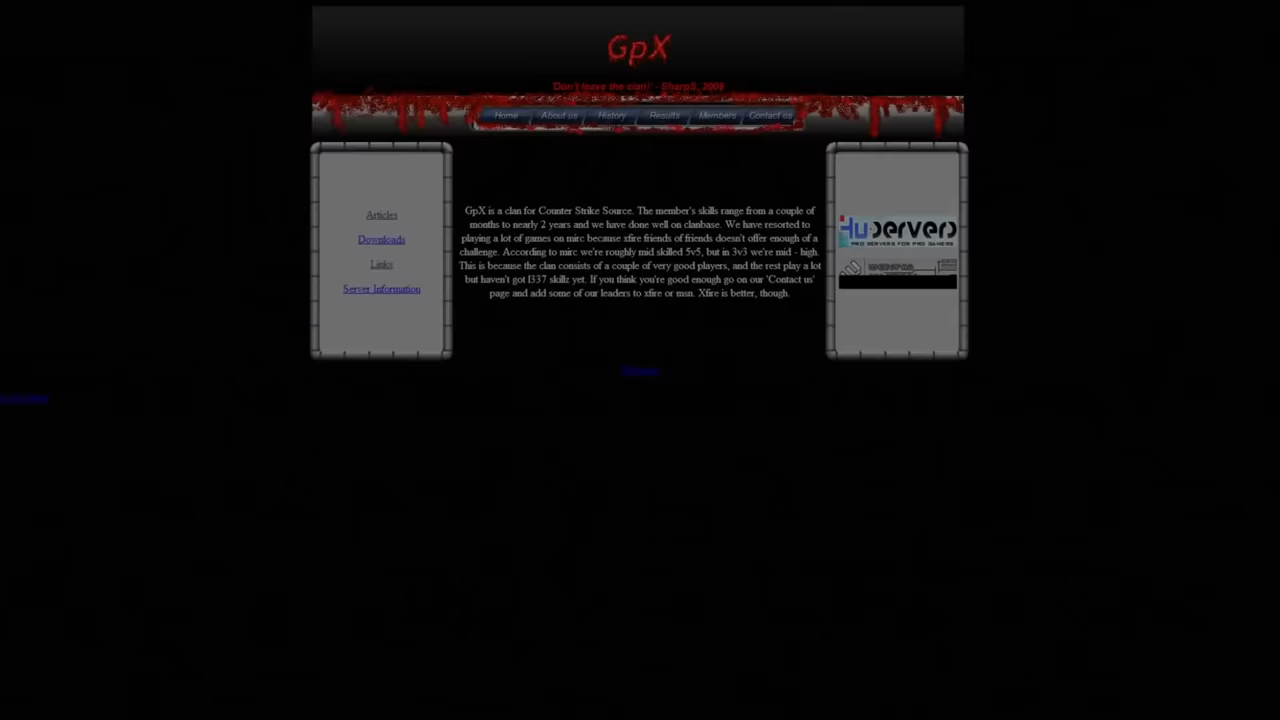 GpX
'Don't leave the clan!' - SharpS, 2006
Home About us History Results Members Contact us
Articles
Downloads
Links
Server Information
GpX is a clan for Counter Strike Source. The member's skills range from a couple of
months to nearly 2 years and we have done well on clanbase. We have resorted to
playing a lot of games on mirc because xfire friends of friends doesn't offer enough of a
challenge. According to mirc we're roughly mid skilled 5v5, but in 3v3 we're mid - high.
This is because the clan consists of a couple of very good players, and the rest play a lot
but haven't got l337 skillz yet. If you think you're good enough go on our 'Contact us'
page and add some of our leaders to xfire or msn. Xfire is better, though.
PRO SERVERS FOR PRO GAMERS